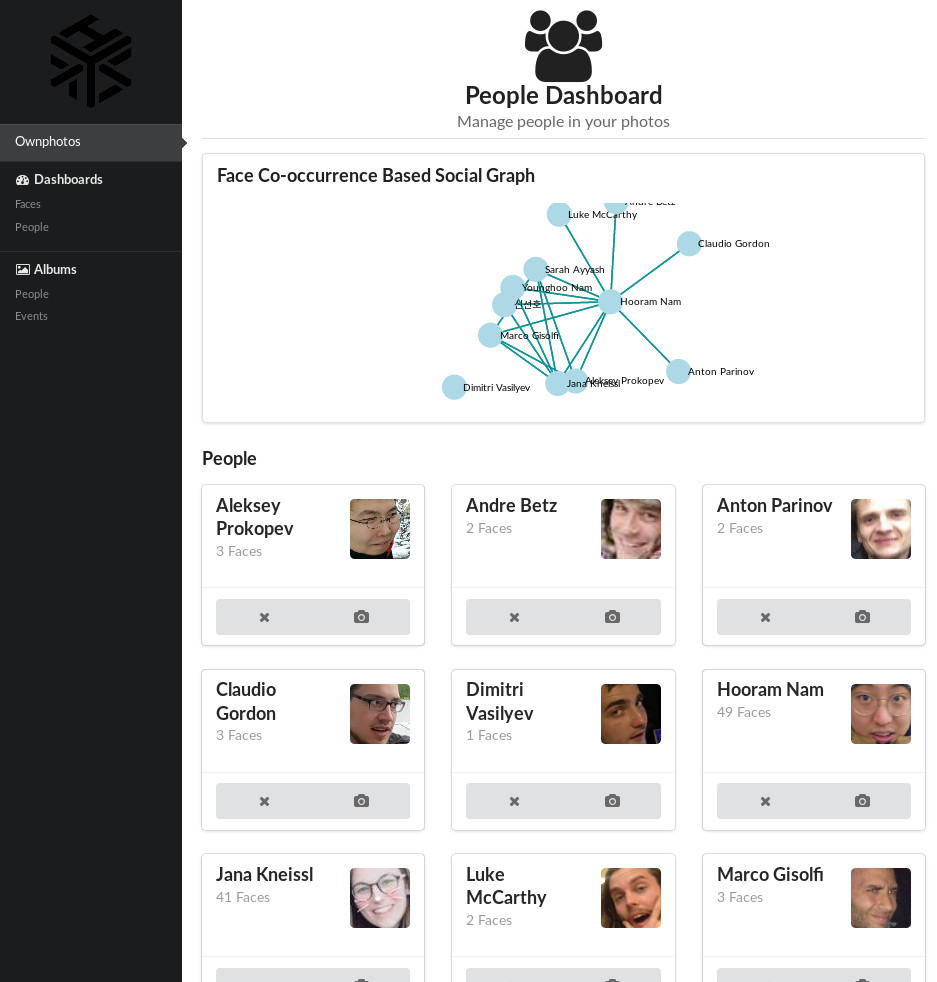 Ownphotos
Dashboards
Faces
People
Albums
People
Events
People Dashboard
Manage people in your photos
Face Co-occurrence Based Social Graph
Andre Betz
Luke McCarthy
Claudio Gordon
Sarah Ayyash
Younghoo Nam
신선호
Hooram Nam
Marco Gisolfi
Anton Parinov
Aleksey Prokopev
Jana Kneissl
Dimitri Vasilyev
People
Aleksey
Prokopev
3 Faces
Andre Betz
2 Faces
Anton Parinov
2 Faces
Claudio
Gordon
3 Faces
Dimitri
Vasilyev
1 Faces
Hooram Nam
49 Faces
Jana Kneissl
41 Faces
Luke
McCarthy
2 Faces
Marco Gisolfi
3 Faces